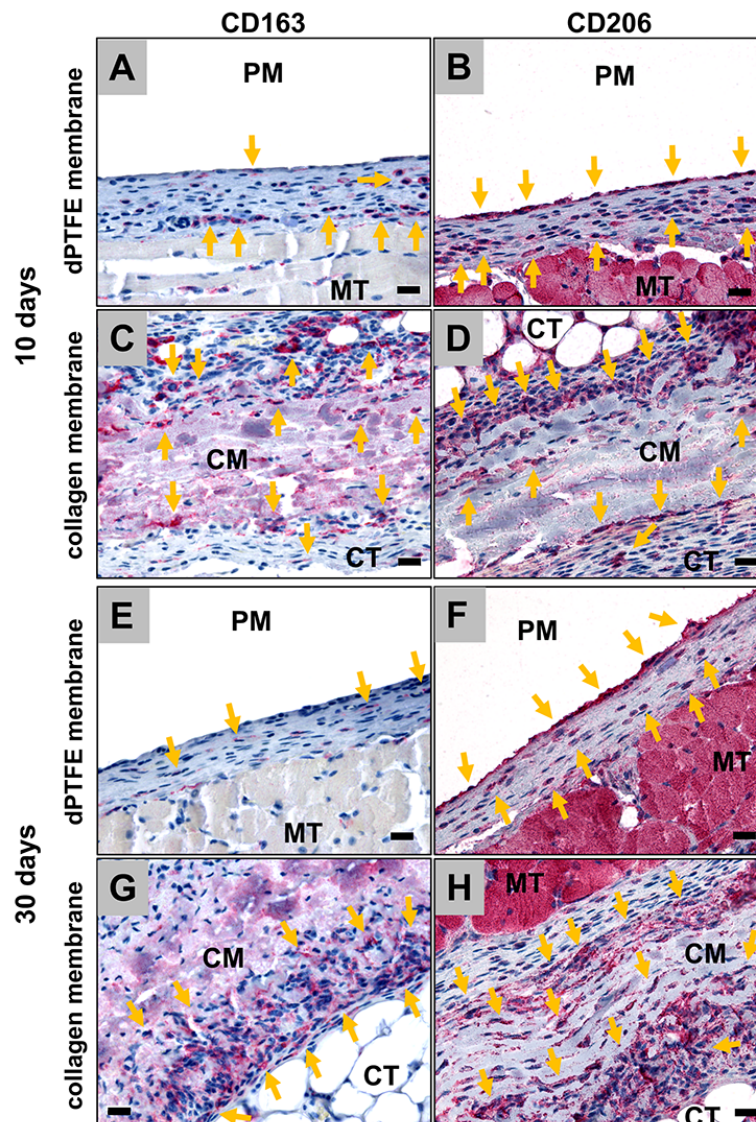 CD163 CD206
10 days
dPTFE membrane
A
PM
MT
B
PM
MT
collagen membrane
C
CM
CT
D
CT
CM
CT
30 days
dPTFE membrane
E
PM
MT
F
PM
MT
collagen membrane
G
CM
CT
H
MT
CM
CT